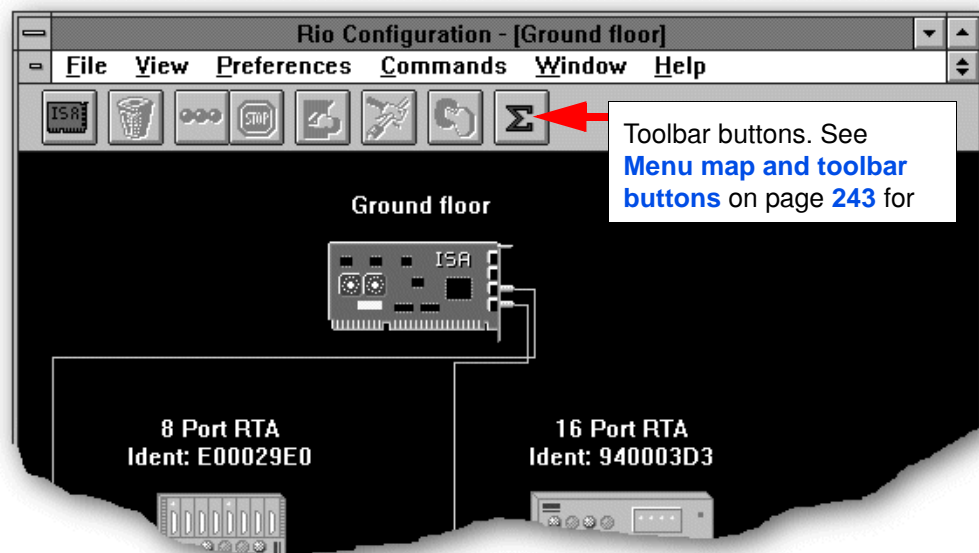 Rio Configuration - [Ground floor]
File View Preferences Commands Window Help
ISA STOP Σ
Toolbar buttons. See
Menu map and toolbar
buttons on page 243 for
Ground floor
ISA
8 Port RTA
Ident: E00029E0
16 Port RTA
Ident: 940003D3